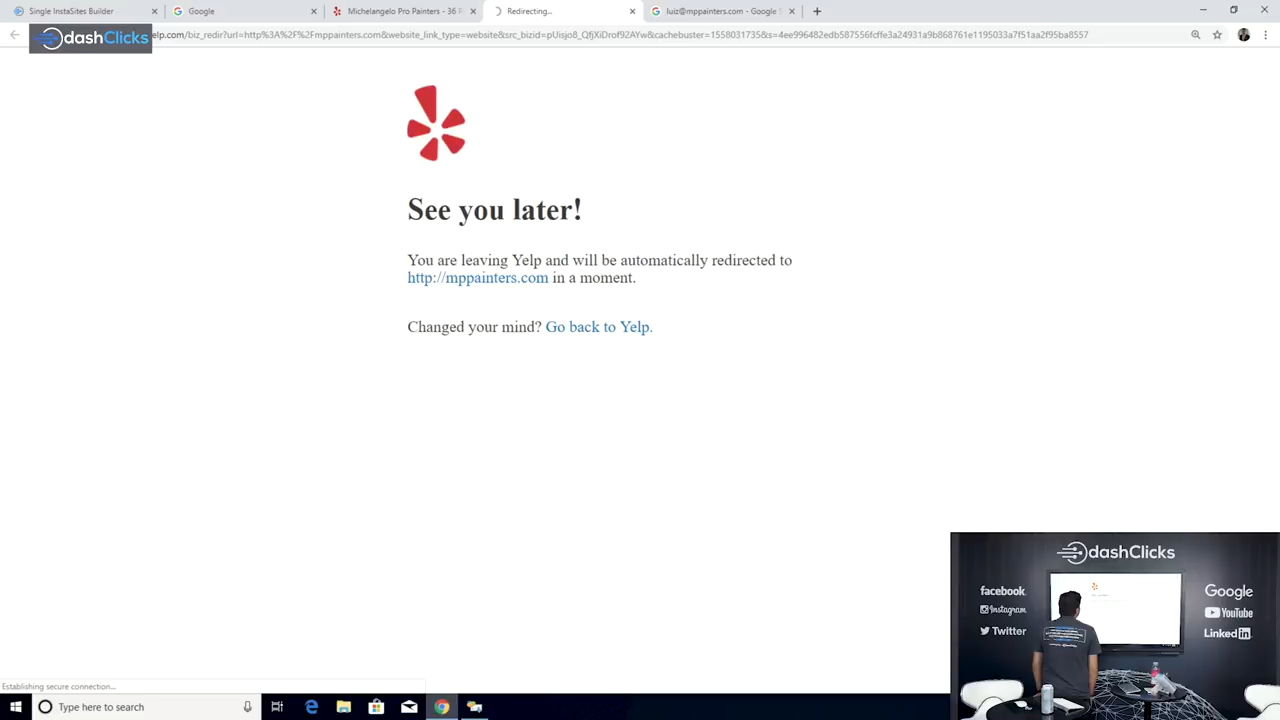 Single InstaSites Builder
Google
Michelangelo Pro Painters - 36 P
Redirecting...
luiz@mppainters.com - Google S
dashClicks
elp.com/biz_redir?url=http%3A%2F%2Fmppainters.com&website_link_type=website&src_bizid=pUisjo8_QfjXiDrof92AYw&cachebuster=1558031735&s=4ee996482edb587556fcffe3a24931a9b868761e1195033a7f51aa2f95ba8557
See you later!
You are leaving Yelp and will be automatically redirected to
http://mppainters.com in a moment.
Changed your mind? Go back to Yelp.
dashClicks
facebook.
Instagram
Twitter
Google
YouTube
Linked in
Establishing secure connection...
Type here to search